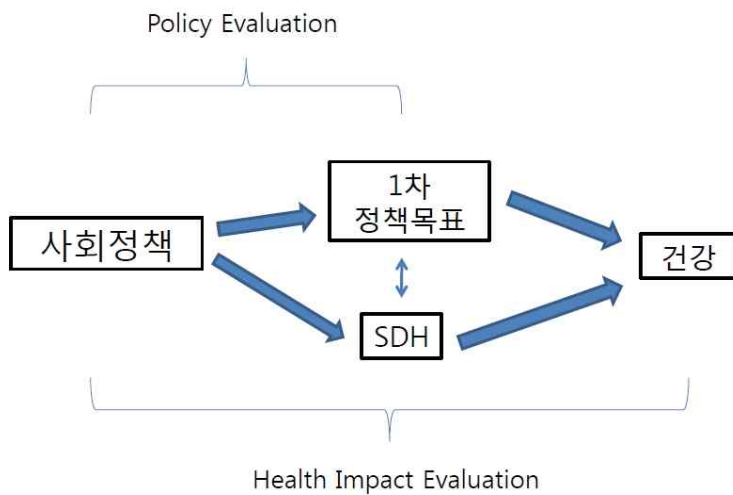 Policy Evaluation
1차
정책목표
사회정책
건강
SDH
Health Impact Evaluation